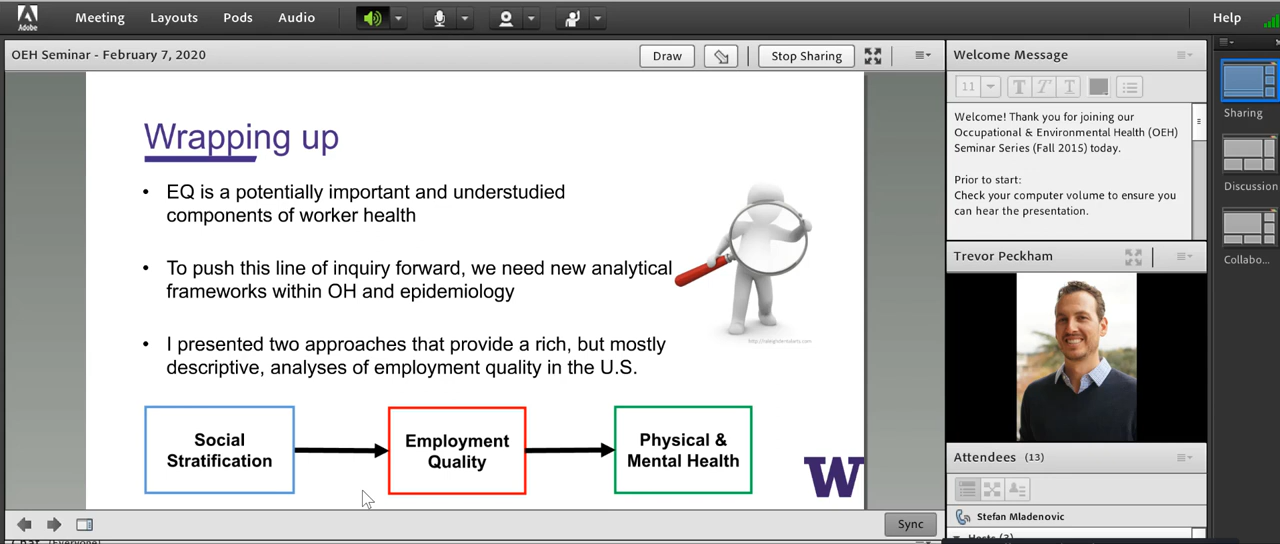 Adobe
Meeting
Layouts
Pods
Audio
Help
OEH Seminar - February 7, 2020
Draw
Stop Sharing
Wrapping up
• EQ is a potentially important and understudied
components of worker health
• To push this line of inquiry forward, we need new analytical
frameworks within OH and epidemiology
• I presented two approaches that provide a rich, but mostly
descriptive, analyses of employment quality in the U.S.
Social
Stratification
Employment
Quality
Physical &
Mental Health
W
Sync
Welcome Message
11
T T T
Welcome! Thank you for joining our
Occupational & Environmental Health (OEH)
Seminar Series (Fall 2015) today.
Prior to start:
Check your computer volume to ensure you
can hear the presentation.
Trevor Peckham
Attendees (13)
Stefan Mladenovic
Sharing
Discussion
Collabo...